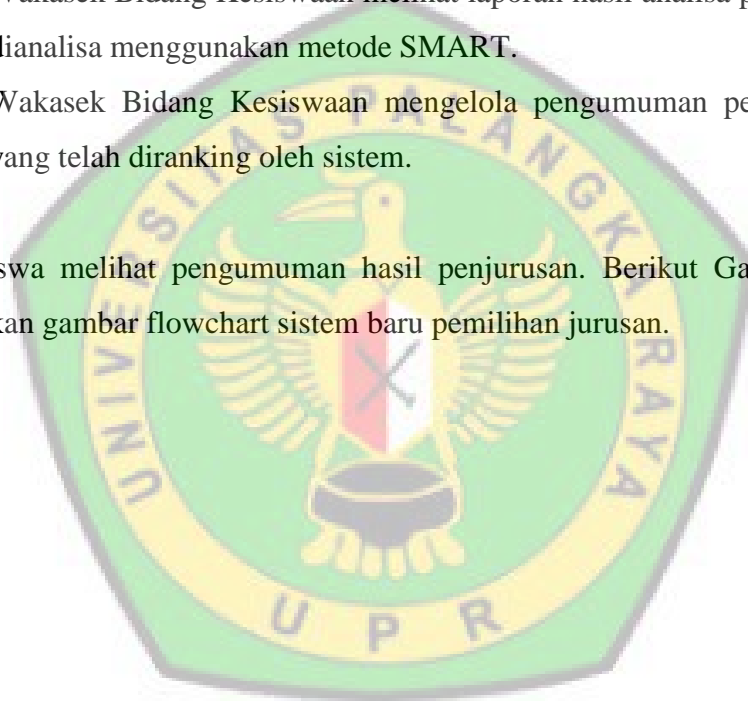 Wakasek Bidang Kesiswaan melihat laporan hasil analisa p
dianalisa menggunakan metode SMART.
Wakasek Bidang Kesiswaan mengelola pengumuman pe
yang telah diranking oleh sistem.
swa melihat pengumuman hasil penjurusan. Berikut Ga
kan gambar flowchart sistem baru pemilihan jurusan.
UNIVERSITAS PALANGKA RAYA
UPR